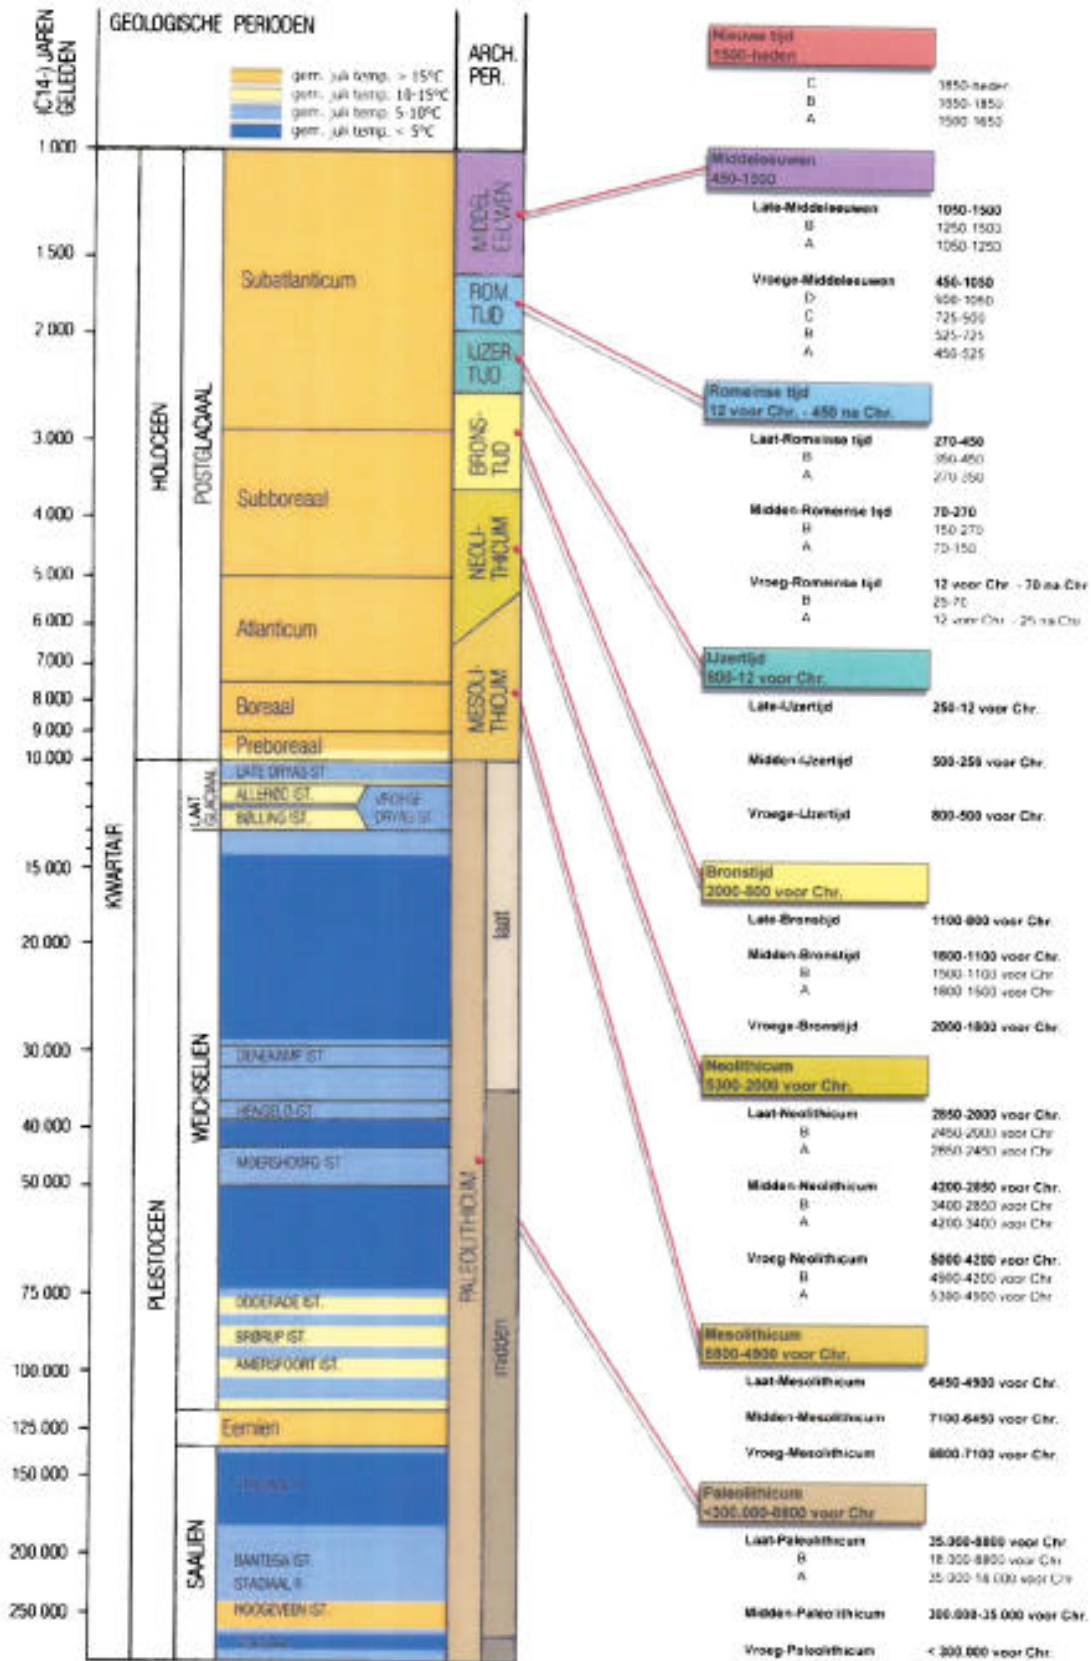 (C14-) JAREN
GELEDEN
GEOLOGISCHE PERIODEN
gem. juli temp. > 15°C
gem. juli temp. 10-15°C
gem. juli temp. 5-10°C
gem. juli temp. < 5°C
ARCH.
PER.
1.000
1 500
2 000
3.000
4 000
5.000
6 000
7000
8 000
9 000
10 000
15 000
20.000
30 000
40 000
50 000
75 000
100 000
125 000
150 000
200 000
250 000
KWARTAIR
HOLOCEEN
PLEISTOCEEN
POSTGLACIAAL
LAAT
GLACIAAL
WEICHSELIEN
SAALIEN
Subatlanticum
Subboreaal
Atlanticum
Boreaal
Preboreaal
LATE DRYAS ST.
ALLERØD IST.
VROEGE
DRYAS ST.
BØLLING IST.
DENEKAMP IST.
HENGELO IST.
MOERSHOOFD IST.
ODDERADE IST.
BRØRUP IST.
AMERSFOORT IST.
Eemien
BANTEGA IST.
STADIAAL II
HOOGEVEEN IST.
MIDDEL
EEUWEN
ROM.
TIJD
IJZER
TIJD
BRONS-
TIJD
NEOLI-
THICUM
MESOLI-
THICUM
PALEOLITHICUM
laat
midden
Nieuwe tijd
1500-heden
C 1850-heden
B 1650-1850
A 1500-1650
Middeleeuwen
450-1500
Late-Middeleeuwen 1050-1500
B 1250-1500
A 1050-1250
Vroege-Middeleeuwen 450-1050
D 900-1050
C 725-900
B 525-725
A 450-525
Romeinse tijd
12 voor Chr. - 450 na Chr.
Laat-Romeinse tijd 270-450
B 350-450
A 270-350
Midden-Romeinse tijd 70-270
B 150-270
A 70-150
Vroeg-Romeinse tijd 12 voor Chr. - 70 na Chr
B 25-70
A 12 voor Chr. - 25 na Chr
IJzertijd
800-12 voor Chr.
Late-IJzertijd 250-12 voor Chr.
Midden-IJzertijd 500-250 voor Chr.
Vroege-IJzertijd 800-500 voor Chr.
Bronstijd
2000-800 voor Chr.
Late-Bronstijd 1100-800 voor Chr.
Midden-Bronstijd 1800-1100 voor Chr.
B 1500-1100 voor Chr
A 1800-1500 voor Chr
Vroege-Bronstijd 2000-1800 voor Chr.
Neolithicum
5300-2000 voor Chr.
Laat-Neolithicum 2850-2000 voor Chr.
B 2450-2000 voor Chr
A 2850-2450 voor Chr
Midden-Neolithicum 4200-2850 voor Chr.
B 3400-2850 voor Chr
A 4200-3400 voor Chr
Vroeg-Neolithicum 5000-4200 voor Chr.
B 4900-4200 voor Chr
A 5300-4900 voor Chr
Mesolithicum
8800-4900 voor Chr.
Laat-Mesolithicum 6450-4900 voor Chr.
Midden-Mesolithicum 7100-6450 voor Chr.
Vroeg-Mesolithicum 8800-7100 voor Chr.
Paleolithicum
<300.000-8800 voor Chr
Laat-Paleolithicum 35.000-8800 voor Chr.
B 18.000-8800 voor Chr
A 35.000-18.000 voor Chr
Midden-Paleolithicum 300.000-35.000 voor Chr.
Vroeg-Paleolithicum < 300.000 voor Chr.